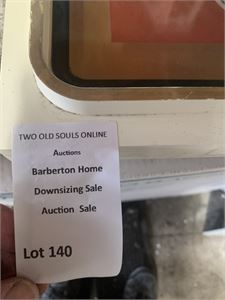 TWO OLD SOULS ONLINE
Auctions
Barberton Home
Downsizing Sale
Auction Sale
Lot 140